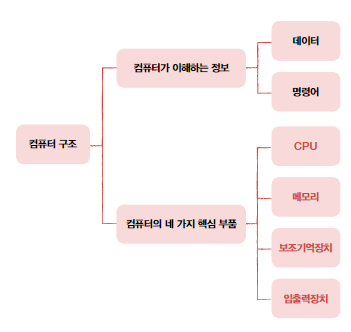 컴퓨터 구조
컴퓨터가 이해하는 정보
데이터
명령어
컴퓨터의 네 가지 핵심 부품
CPU
메모리
보조기억장치
입출력장치